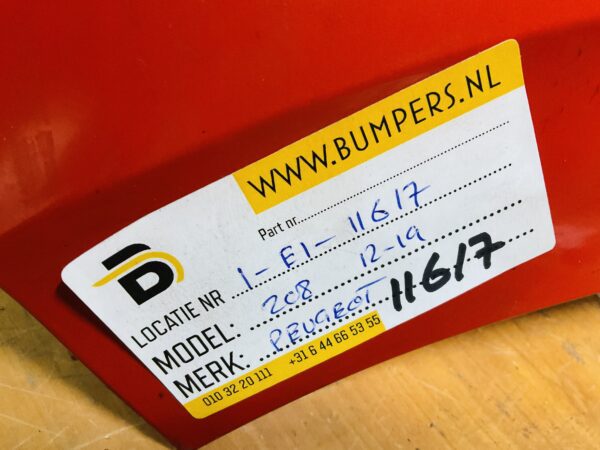 WWW.BUMPERS.NL
Part nr.
LOCATIE NR 1-E1-11617
MODEL: 208 12-19
MERK: PEUGEOT 11617
010 32 20 111 +31 6 44 66 53 55